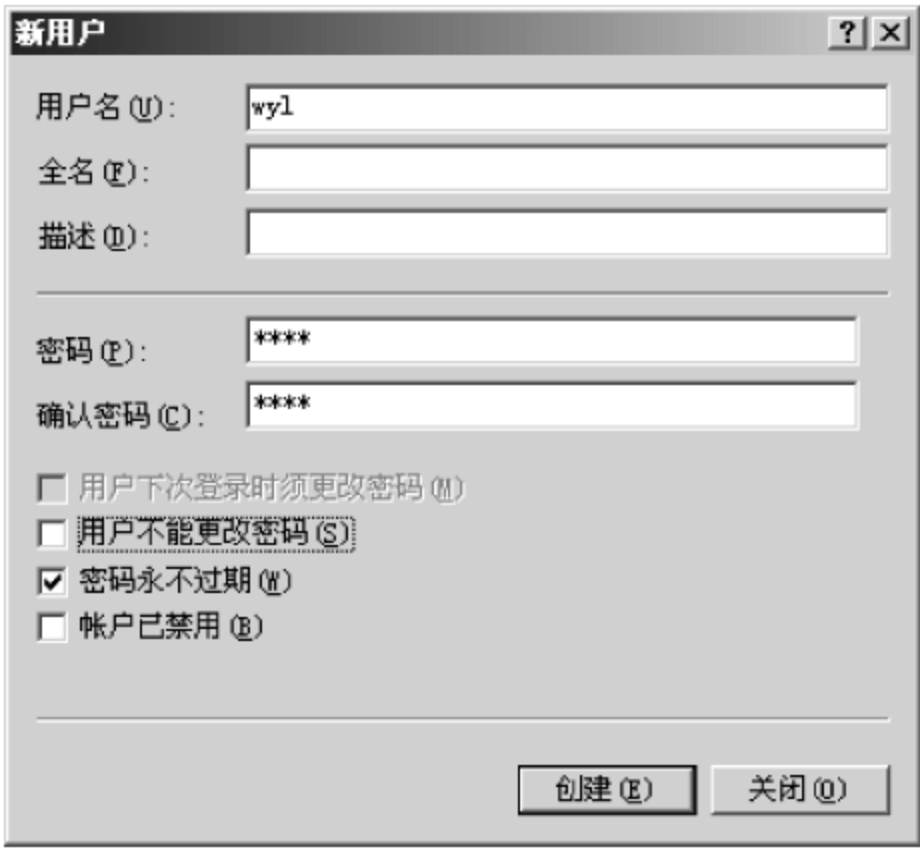 新用户
用户名(U): wyl
全名(F):
描述(D):
密码(P): ****
确认密码(C): ****
用户下次登录时须更改密码(M)
用户不能更改密码(S)
密码永不过期(W)
帐户已禁用(B)
创建(E) 关闭(O)